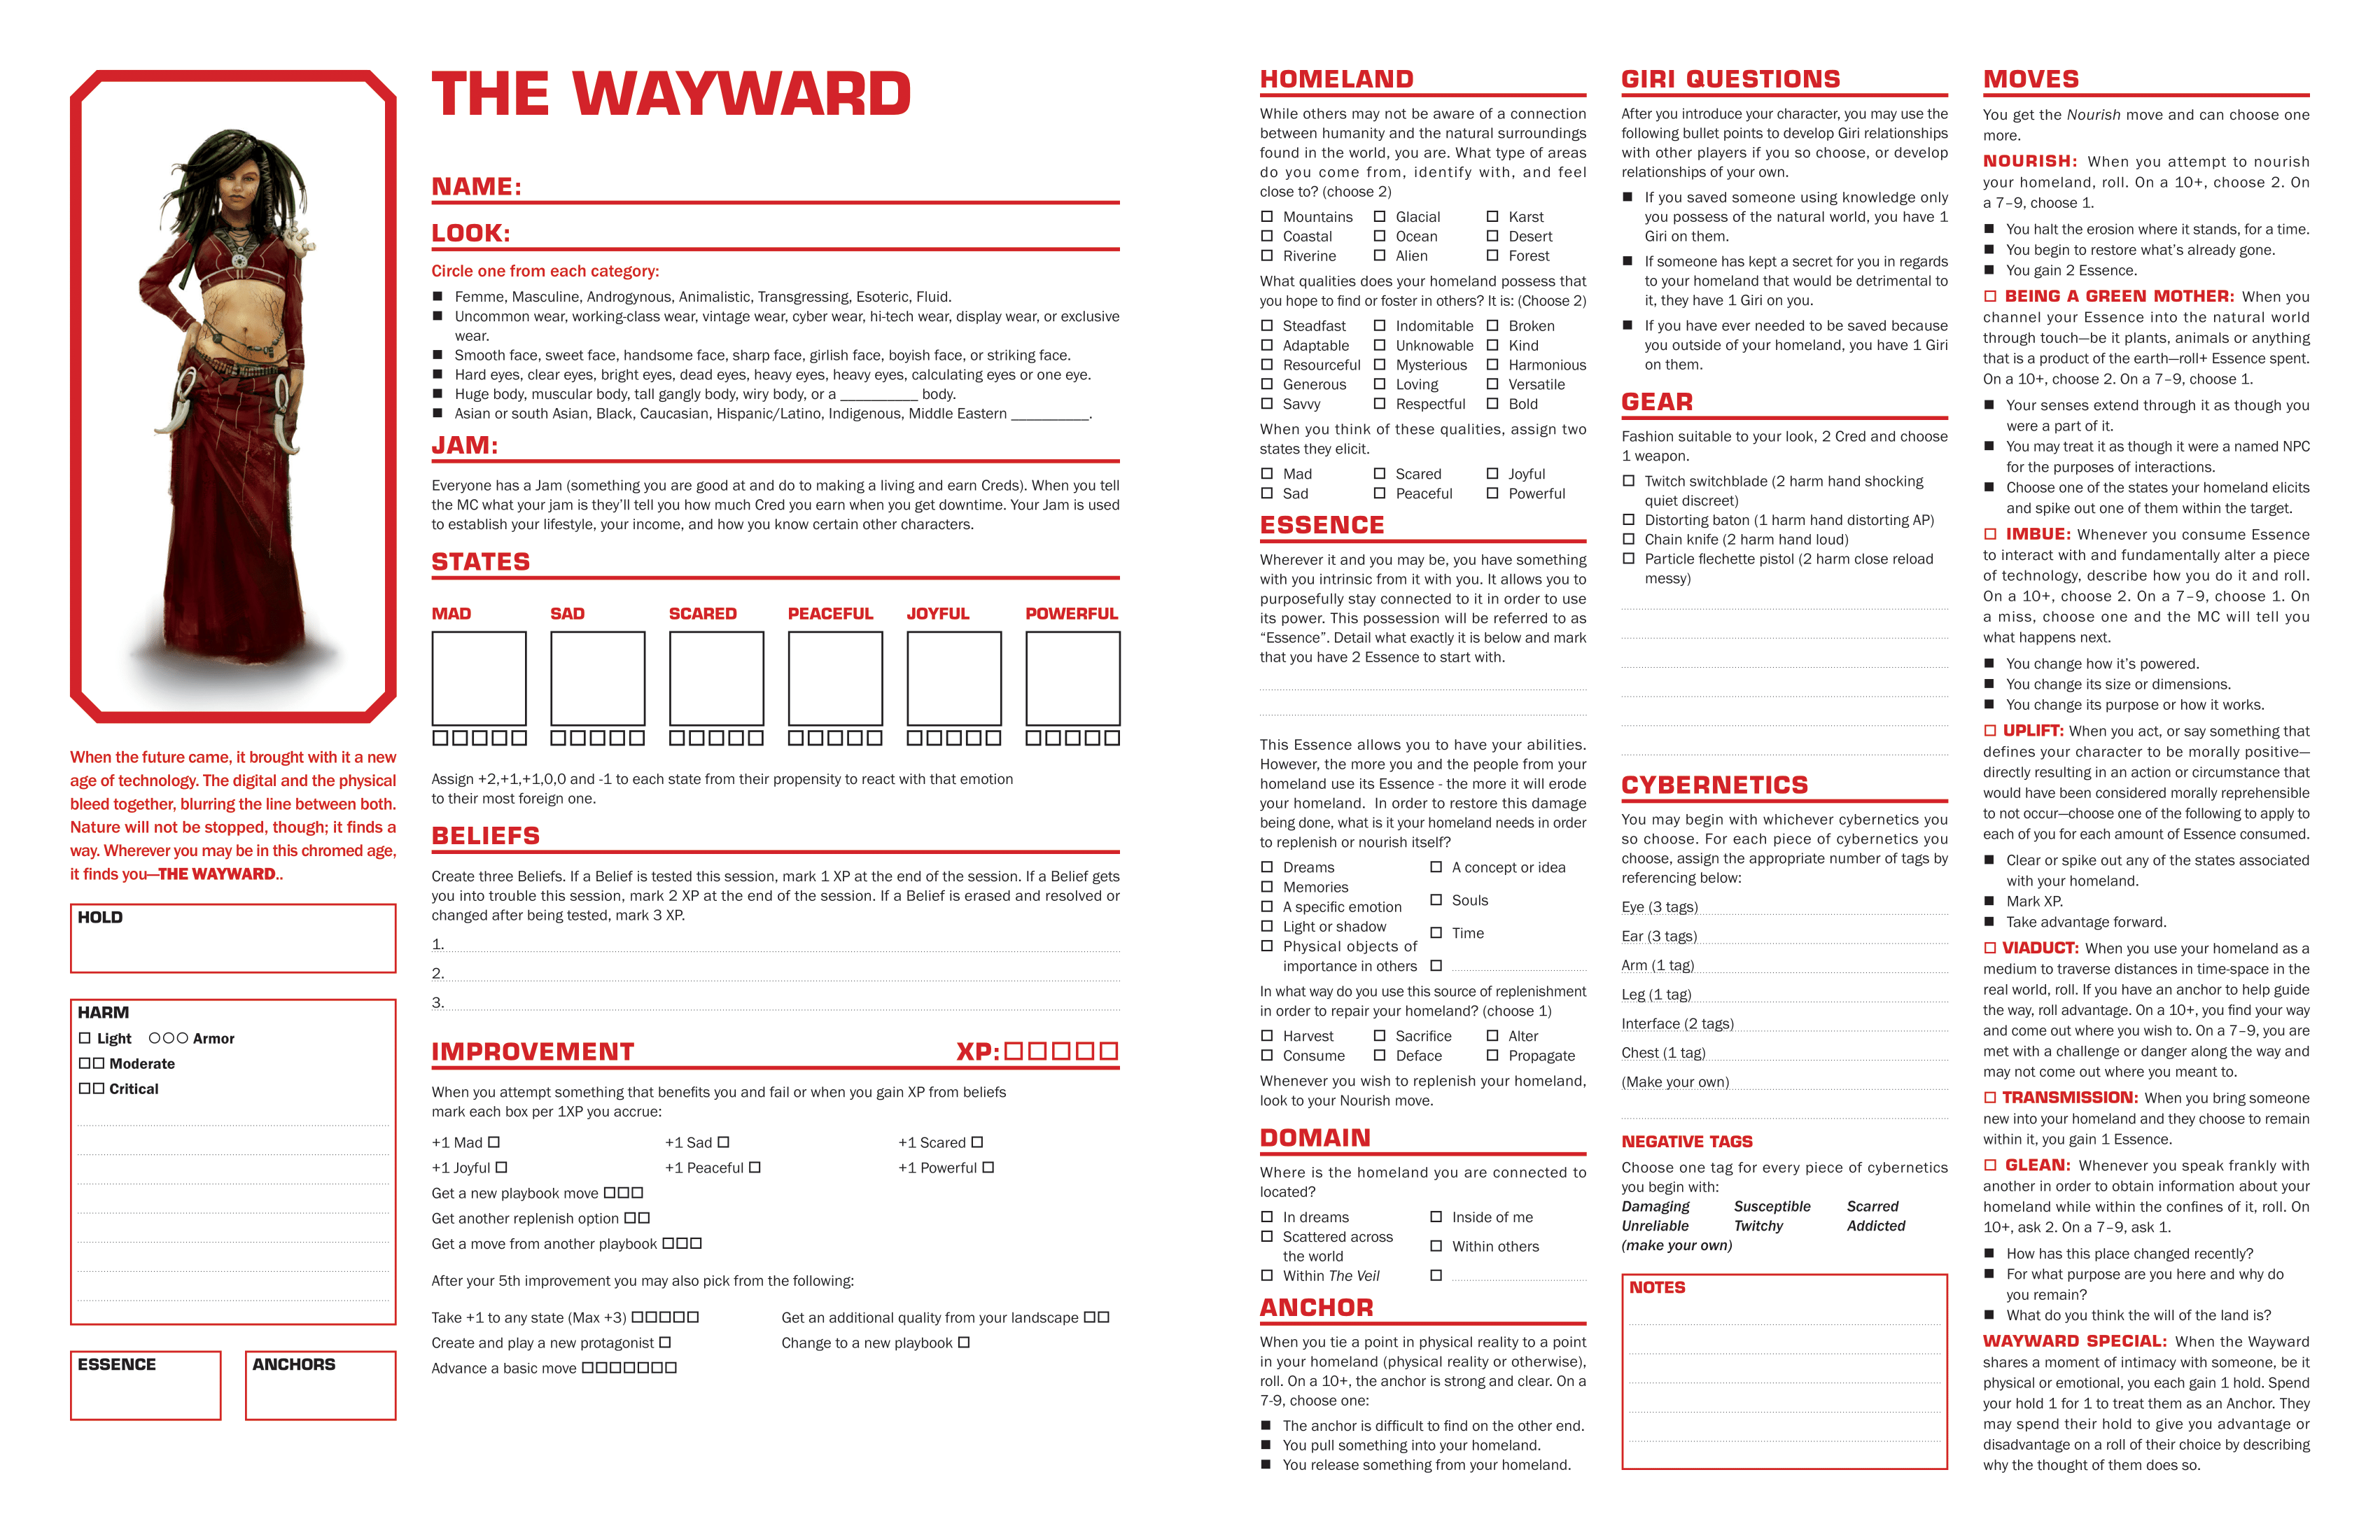 THE WAYWARD
NAME:
LOOK:
Circle one from each category:
■ Femme, Masculine, Androgynous, Animalistic, Transgressing, Esoteric, Fluid.
■ Uncommon wear, working-class wear, vintage wear, cyber wear, hi-tech wear, display wear, or exclusive
wear.
■ Smooth face, sweet face, handsome face, sharp face, girlish face, boyish face, or striking face.
■ Hard eyes, clear eyes, bright eyes, dead eyes, heavy eyes, heavy eyes, calculating eyes or one eye.
■ Huge body, muscular body, tall gangly body, wiry body, or a __________ body.
■ Asian or south Asian, Black, Caucasian, Hispanic/Latino, Indigenous, Middle Eastern __________.
JAM:
Everyone has a Jam (something you are good at and do to making a living and earn Creds). When you tell
the MC what your jam is they’ll tell you how much Cred you earn when you get downtime. Your Jam is used
to establish your lifestyle, your income, and how you know certain other characters.
STATES
MAD SAD SCARED PEACEFUL JOYFUL POWERFUL
Assign +2,+1,+1,0,0 and -1 to each state from their propensity to react with that emotion
to their most foreign one.
BELIEFS
Create three Beliefs. If a Belief is tested this session, mark 1 XP at the end of the session. If a Belief gets
you into trouble this session, mark 2 XP at the end of the session. If a Belief is erased and resolved or
changed after being tested, mark 3 XP.
1.
2.
3.
IMPROVEMENT XP: □□□□□
When you attempt something that benefits you and fail or when you gain XP from beliefs
mark each box per 1XP you accrue:
+1 Mad □ +1 Sad □ +1 Scared □
+1 Joyful □ +1 Peaceful □ +1 Powerful □
Get a new playbook move □□□
Get another replenish option □□
Get a move from another playbook □□□
After your 5th improvement you may also pick from the following:
Take +1 to any state (Max +3) □□□□□ Get an additional quality from your landscape □□
Create and play a new protagonist □ Change to a new playbook □
Advance a basic move □□□□□□□
When the future came, it brought with it a new
age of technology. The digital and the physical
bleed together, blurring the line between both.
Nature will not be stopped, though; it finds a
way. Wherever you may be in this chromed age,
it finds you—THE WAYWARD..
HOLD
HARM
□ Light ○○○ Armor
□□ Moderate
□□ Critical
ESSENCE ANCHORS
HOMELAND
While others may not be aware of a connection
between humanity and the natural surroundings
found in the world, you are. What type of areas
do you come from, identify with, and feel
close to? (choose 2)
□ Mountains □ Glacial □ Karst
□ Coastal □ Ocean □ Desert
□ Riverine □ Alien □ Forest
What qualities does your homeland possess that
you hope to find or foster in others? It is: (Choose 2)
□ Steadfast □ Indomitable □ Broken
□ Adaptable □ Unknowable □ Kind
□ Resourceful □ Mysterious □ Harmonious
□ Generous □ Loving □ Versatile
□ Savvy □ Respectful □ Bold
When you think of these qualities, assign two
states they elicit.
□ Mad □ Scared □ Joyful
□ Sad □ Peaceful □ Powerful
ESSENCE
Wherever it and you may be, you have something
with you intrinsic from it with you. It allows you to
purposefully stay connected to it in order to use
its power. This possession will be referred to as
“Essence”. Detail what exactly it is below and mark
that you have 2 Essence to start with.
This Essence allows you to have your abilities.
However, the more you and the people from your
homeland use its Essence - the more it will erode
your homeland. In order to restore this damage
being done, what is it your homeland needs in order
to replenish or nourish itself?
□ Dreams □ A concept or idea
□ Memories
□ A specific emotion □ Souls
□ Light or shadow □ Time
□ Physical objects of
importance in others □
In what way do you use this source of replenishment
in order to repair your homeland? (choose 1)
□ Harvest □ Sacrifice □ Alter
□ Consume □ Deface □ Propagate
Whenever you wish to replenish your homeland,
look to your Nourish move.
DOMAIN
Where is the homeland you are connected to
located?
□ In dreams □ Inside of me
□ Scattered across
the world □ Within others
□ Within The Veil □
ANCHOR
When you tie a point in physical reality to a point
in your homeland (physical reality or otherwise),
roll. On a 10+, the anchor is strong and clear. On a
7-9, choose one:
■ The anchor is difficult to find on the other end.
■ You pull something into your homeland.
■ You release something from your homeland.
GIRI QUESTIONS
After you introduce your character, you may use the
following bullet points to develop Giri relationships
with other players if you so choose, or develop
relationships of your own.
■ If you saved someone using knowledge only
you possess of the natural world, you have 1
Giri on them.
■ If someone has kept a secret for you in regards
to your homeland that would be detrimental to
it, they have 1 Giri on you.
■ If you have ever needed to be saved because
you outside of your homeland, you have 1 Giri
on them.
GEAR
Fashion suitable to your look, 2 Cred and choose
1 weapon.
□ Twitch switchblade (2 harm hand shocking
quiet discreet)
□ Distorting baton (1 harm hand distorting AP)
□ Chain knife (2 harm hand loud)
□ Particle flechette pistol (2 harm close reload
messy)
CYBERNETICS
You may begin with whichever cybernetics you
so choose. For each piece of cybernetics you
choose, assign the appropriate number of tags by
referencing below:
Eye (3 tags)
Ear (3 tags)
Arm (1 tag)
Leg (1 tag)
Interface (2 tags)
Chest (1 tag)
(Make your own)
NEGATIVE TAGS
Choose one tag for every piece of cybernetics
you begin with:
Damaging Susceptible Scarred
Unreliable Twitchy Addicted
(make your own)
NOTES
MOVES
You get the Nourish move and can choose one
more.
NOURISH: When you attempt to nourish
your homeland, roll. On a 10+, choose 2. On
a 7–9, choose 1.
■ You halt the erosion where it stands, for a time.
■ You begin to restore what’s already gone.
■ You gain 2 Essence.
□ BEING A GREEN MOTHER: When you
channel your Essence into the natural world
through touch—be it plants, animals or anything
that is a product of the earth—roll+ Essence spent.
On a 10+, choose 2. On a 7–9, choose 1.
■ Your senses extend through it as though you
were a part of it.
■ You may treat it as though it were a named NPC
for the purposes of interactions.
■ Choose one of the states your homeland elicits
and spike out one of them within the target.
□ IMBUE: Whenever you consume Essence
to interact with and fundamentally alter a piece
of technology, describe how you do it and roll.
On a 10+, choose 2. On a 7–9, choose 1. On
a miss, choose one and the MC will tell you
what happens next.
■ You change how it’s powered.
■ You change its size or dimensions.
■ You change its purpose or how it works.
□ UPLIFT: When you act, or say something that
defines your character to be morally positive—
directly resulting in an action or circumstance that
would have been considered morally reprehensible
to not occur—choose one of the following to apply to
each of you for each amount of Essence consumed.
■ Clear or spike out any of the states associated
with your homeland.
■ Mark XP.
■ Take advantage forward.
□ VIADUCT: When you use your homeland as a
medium to traverse distances in time-space in the
real world, roll. If you have an anchor to help guide
the way, roll advantage. On a 10+, you find your way
and come out where you wish to. On a 7–9, you are
met with a challenge or danger along the way and
may not come out where you meant to.
□ TRANSMISSION: When you bring someone
new into your homeland and they choose to remain
within it, you gain 1 Essence.
□ GLEAN: Whenever you speak frankly with
another in order to obtain information about your
homeland while within the confines of it, roll. On
10+, ask 2. On a 7–9, ask 1.
■ How has this place changed recently?
■ For what purpose are you here and why do
you remain?
■ What do you think the will of the land is?
WAYWARD SPECIAL: When the Wayward
shares a moment of intimacy with someone, be it
physical or emotional, you each gain 1 hold. Spend
your hold 1 for 1 to treat them as an Anchor. They
may spend their hold to give you advantage or
disadvantage on a roll of their choice by describing
why the thought of them does so.